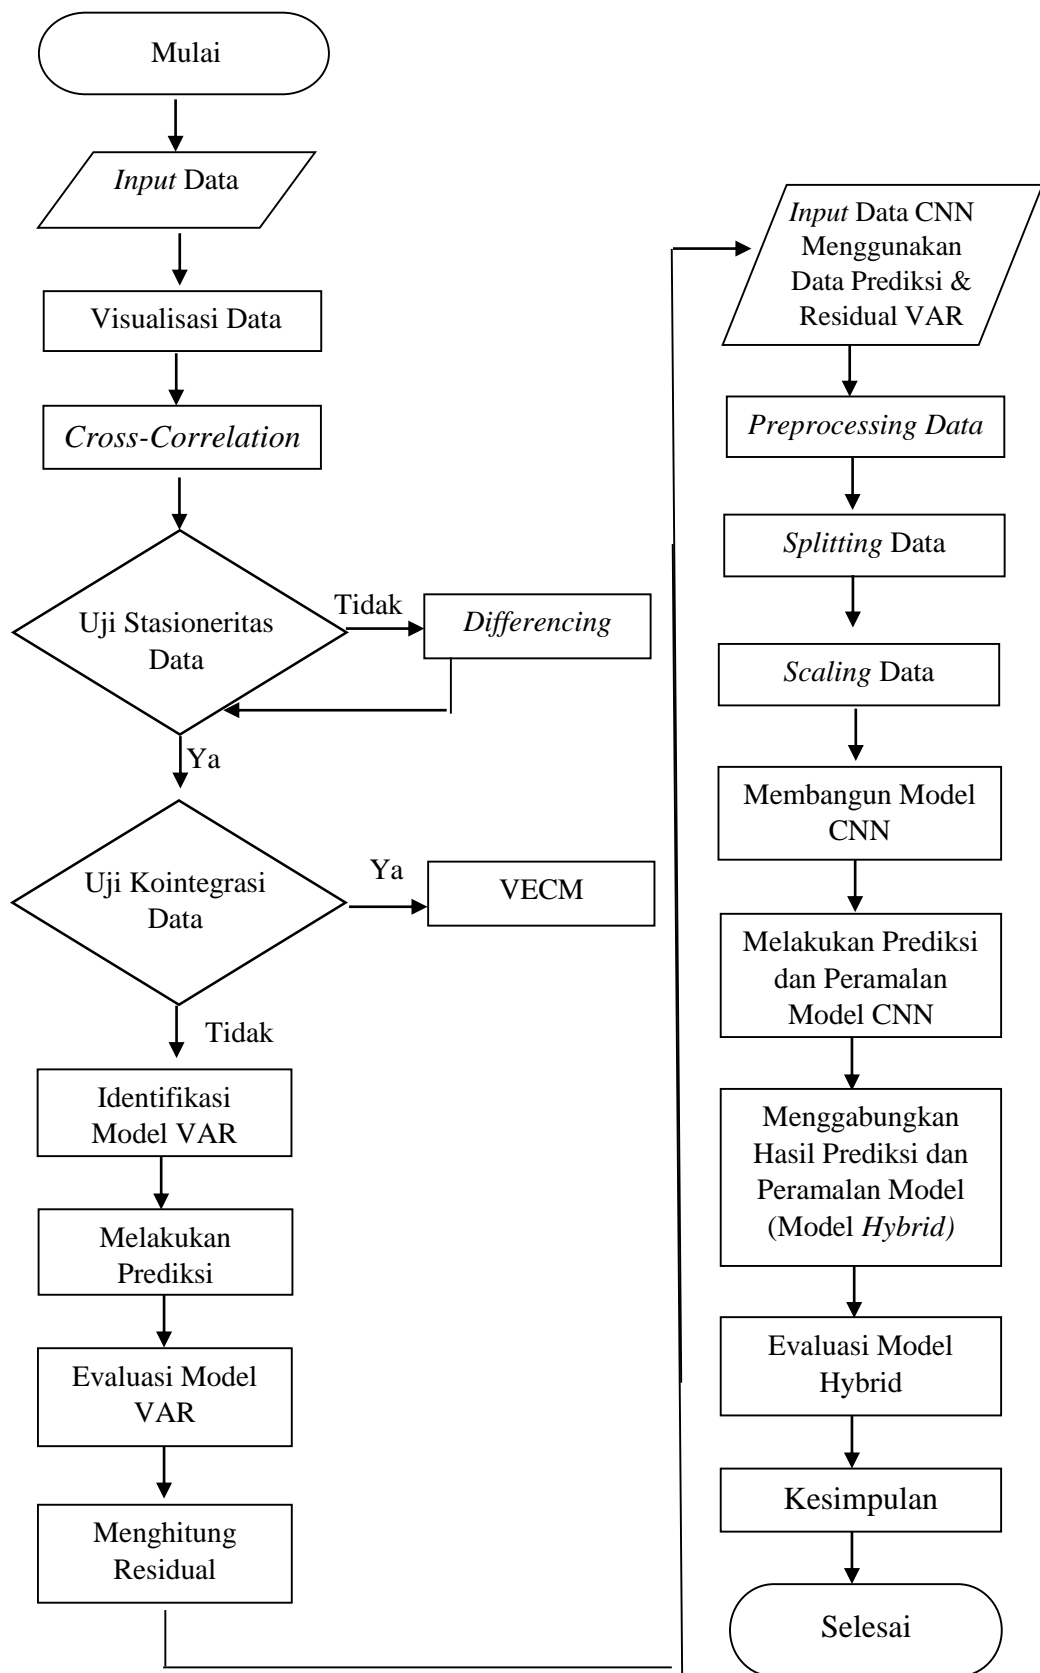 Mulai
Input Data
Visualisasi Data
Cross-Correlation
Uji Stasioneritas
Data
Tidak
Differencing
Ya
Uji Kointegrasi
Data
Ya
VECM
Tidak
Identifikasi
Model VAR
Melakukan
Prediksi
Evaluasi Model
VAR
Menghitung
Residual
Input Data CNN
Menggunakan
Data Prediksi &
Residual VAR
Preprocessing Data
Splitting Data
Scaling Data
Membangun Model
CNN
Melakukan Prediksi
dan Peramalan
Model CNN
Menggabungkan
Hasil Prediksi dan
Peramalan Model
(Model Hybrid)
Evaluasi Model
Hybrid
Kesimpulan
Selesai